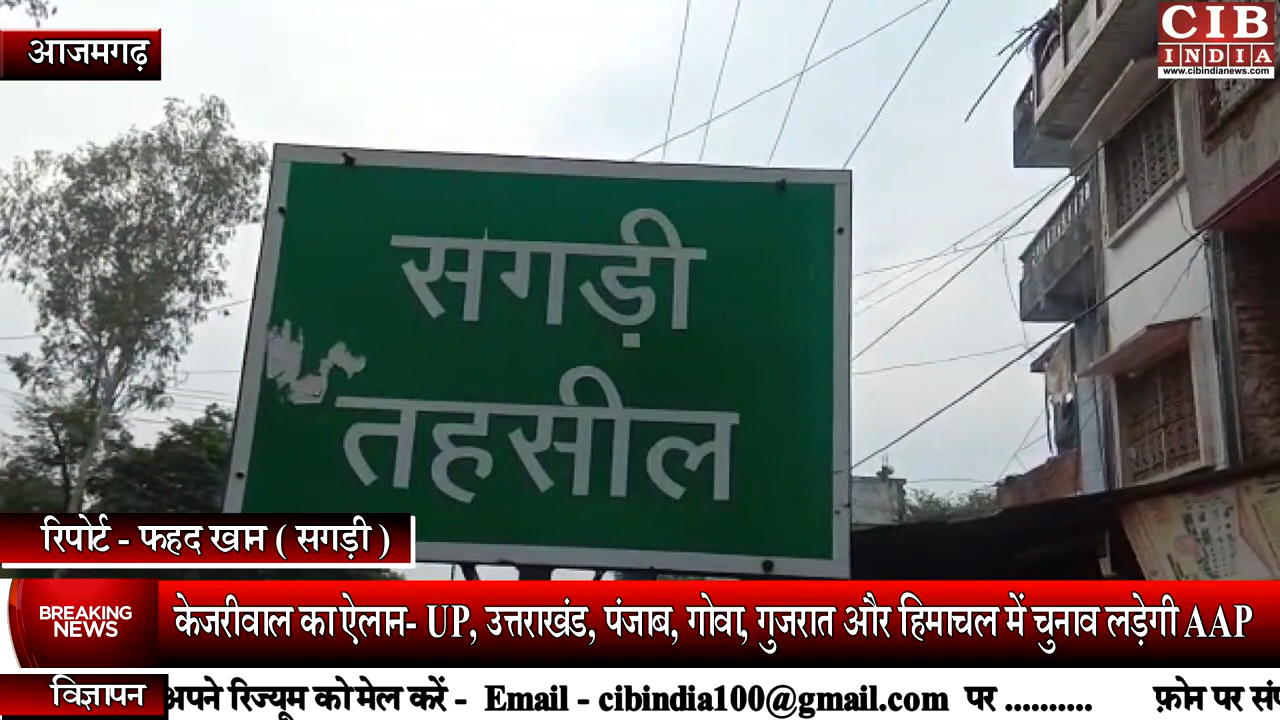 आजमगढ़
CIB
INDIA
www.cibindianews.com
सगड़ी
तहसील
रिपोर्ट - फहद खान ( सगड़ी )
BREAKING
NEWS
केजरीवाल का ऐलान- UP, उत्तराखंड, पंजाब, गोवा, गुजरात और हिमाचल में चुनाव लड़ेगी AAP
विज्ञापन
अपने रिज्यूम को मेल करें - Email - cibindia100@gmail.com पर ..........
फ़ोन पर